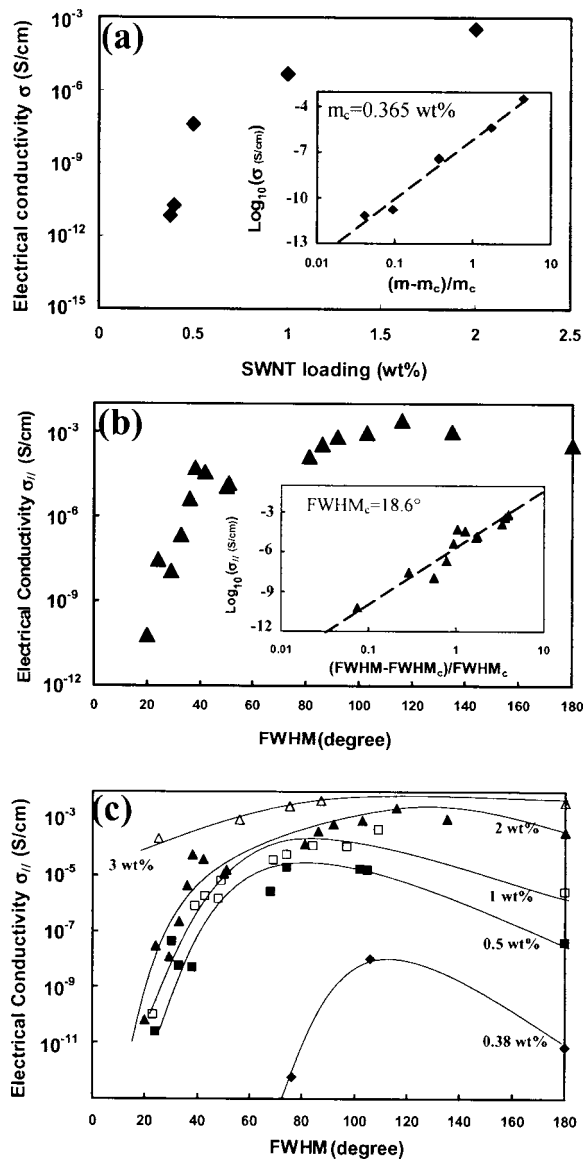 (a)
Electrical conductivity σ (S/cm)
10⁻³
10⁻⁶
10⁻⁹
10⁻¹²
10⁻¹⁵
0 0.5 1 1.5 2 2.5
SWNT loading (wt%)
m_c=0.365 wt%
Log₁₀(σ (S/cm))
-4
-7
-10
-13
0.01 0.1 1 10
(m-m_c)/m_c
(b)
Electrical Conductivity σ// (S/cm)
10⁻³
10⁻⁶
10⁻⁹
10⁻¹²
0 20 40 60 80 100 120 140 160 180
FWHM(degree)
FWHM_c=18.6°
Log₁₀(σ// (S/cm))
-3
-6
-9
-12
0.01 0.1 1 10
(FWHM-FWHM_c)/FWHM_c
(c)
Electrical Conductivity σ// (S/cm)
10⁻³
10⁻⁵
10⁻⁷
10⁻⁹
10⁻¹¹
3 wt%
2 wt%
1 wt%
0.5 wt%
0.38 wt%
0 20 40 60 80 100 120 140 160 180
FWHM (degree)